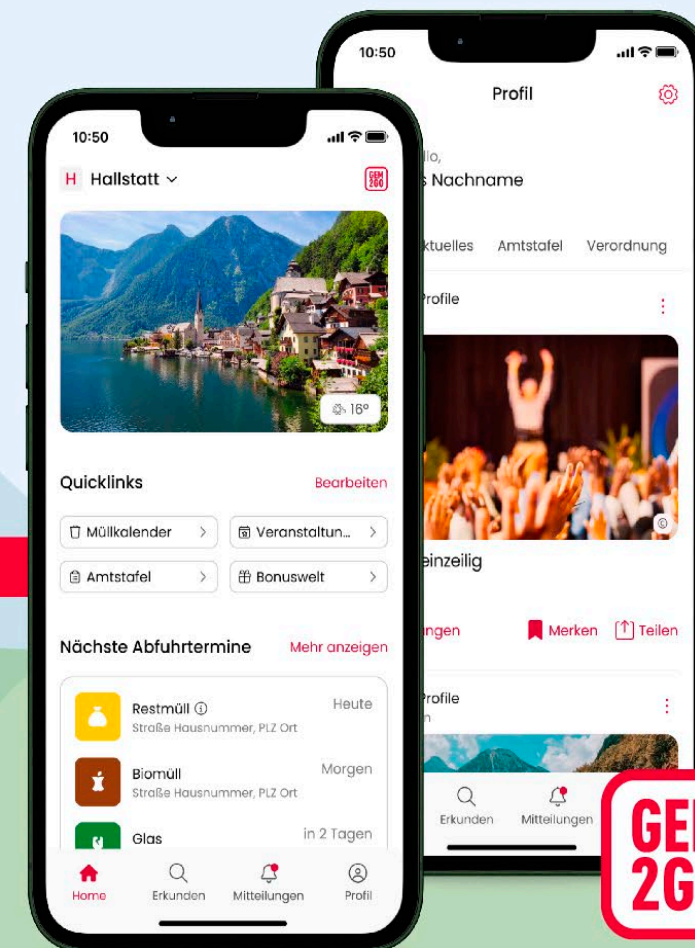 10:50
H Hallstatt
GEM
2GO
16°
Quicklinks Bearbeiten
Müllkalender
Veranstaltun...
Amtstafel
Bonuswelt
Nächste Abfuhrtermine Mehr anzeigen
Restmüll Heute
Straße Hausnummer, PLZ Ort
Biomüll Morgen
Straße Hausnummer, PLZ Ort
Glas in 2 Tagen
Home Erkunden Mitteilungen Profil
10:50
Profil
llo,
s Nachname
ktuelles Amtstafel Verordnung
Profile
©
einzeilig
ngen Merken Teilen
Profile
n
Erkunden Mitteilungen
GE
2G